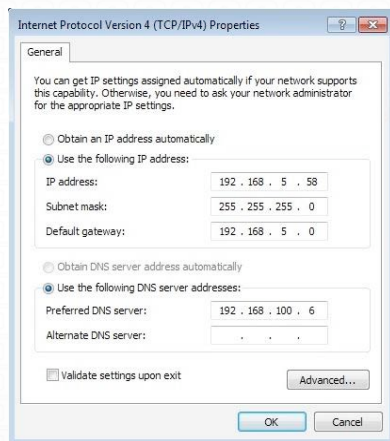 Internet Protocol Version 4 (TCP/IPv4) Properties
General
You can get IP settings assigned automatically if your network supports
this capability. Otherwise, you need to ask your network administrator
for the appropriate IP settings.
Obtain an IP address automatically
Use the following IP address:
IP address: 192 . 168 . 5 . 58
Subnet mask: 255 . 255 . 255 . 0
Default gateway: 192 . 168 . 5 . 0
Obtain DNS server address automatically
Use the following DNS server addresses:
Preferred DNS server: 192 . 168 . 100 . 6
Alternate DNS server: . . .
Validate settings upon exit
Advanced...
OK Cancel